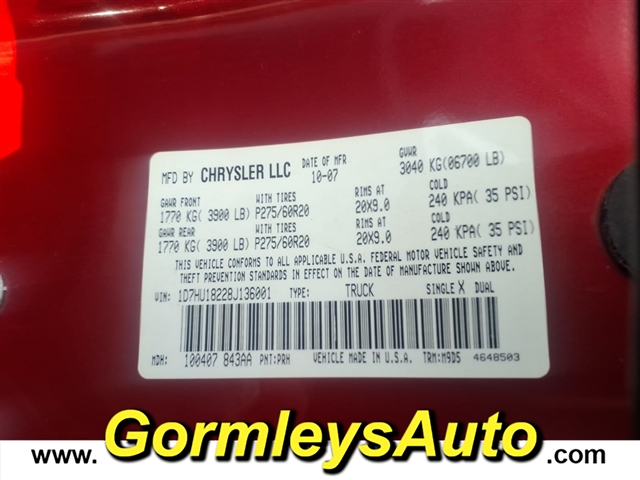 MFD BY CHRYSLER LLC DATE OF MFR 10-07 GVWR 3040 KG(06700 LB)
GAWR FRONT WITH TIRES RIMS AT COLD
1770 KG( 3900 LB) P275/60R20 20X9.0 240 KPA( 35 PSI)
GAWR REAR WITH TIRES RIMS AT COLD
1770 KG( 3900 LB) P275/60R20 20X9.0 240 KPA( 35 PSI)
THIS VEHICLE CONFORMS TO ALL APPLICABLE U.S.A. FEDERAL MOTOR VEHICLE SAFETY AND
THEFT PREVENTION STANDARDS IN EFFECT ON THE DATE OF MANUFACTURE SHOWN ABOVE.
VIN: 1D7HU18228J136001 TYPE: TRUCK SINGLE X DUAL
MDH: 100407 843AA PNT:PRH VEHICLE MADE IN U.S.A. TRM:M9D5 4648503
www. GormleysAuto .com